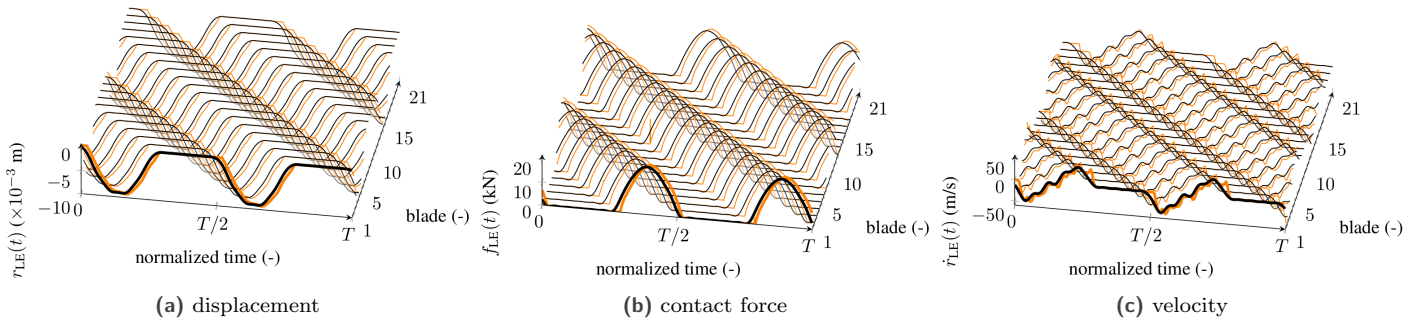 0
−5
−10
r_LE(t) (×10⁻³ m)
0
T/2
T
1
5
10
15
21
blade (-)
normalized time (-)
(a) displacement
20
10
0
f_LE(t) (kN)
0
T/2
T
1
5
10
15
21
blade (-)
normalized time (-)
(b) contact force
50
0
−50
ṙ_LE(t) (m/s)
0
T/2
T
1
5
10
15
21
blade (-)
normalized time (-)
(c) velocity